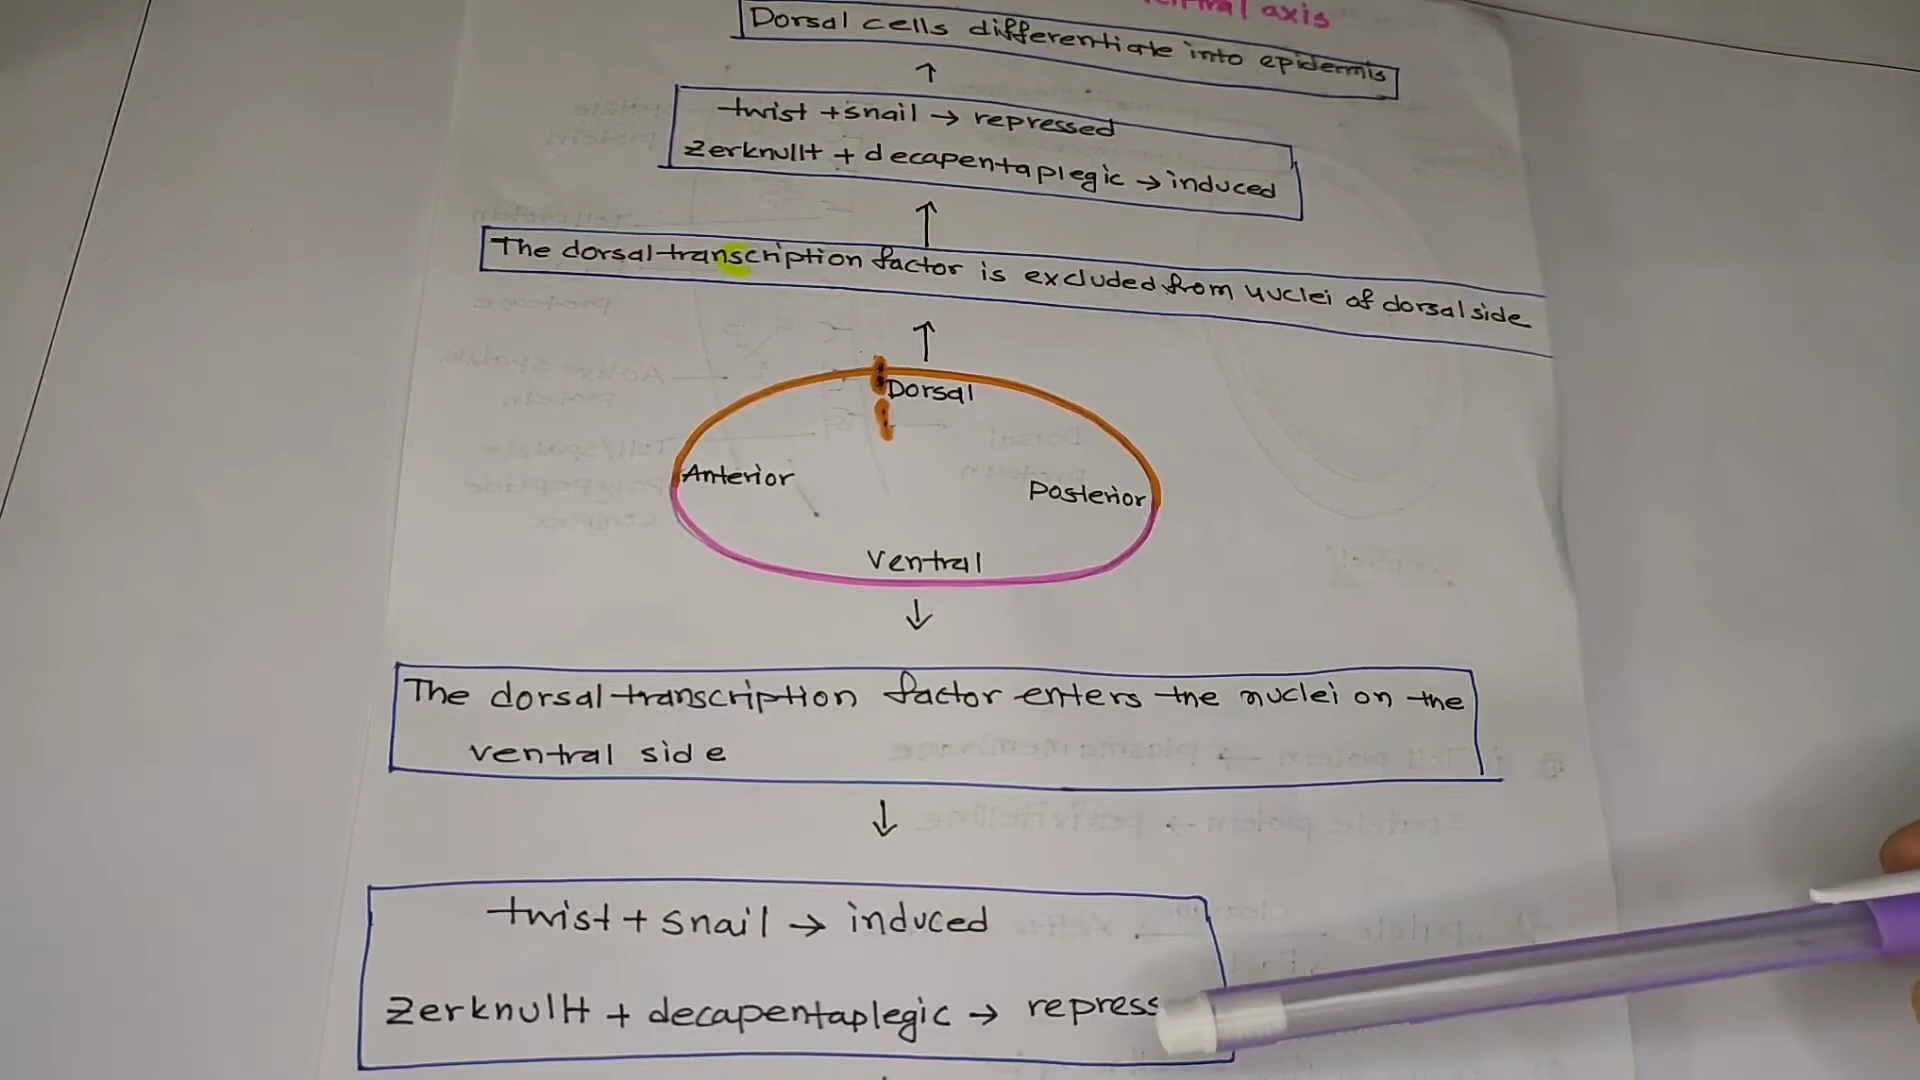 axis
Dorsal cells differentiate into epidermis
↑
twist + snail → repressed
Zerknullt + decapentaplegic → induced
↑
The dorsal transcription factor is excluded from nuclei of dorsal side
↑
Dorsal
Anterior
Posterior
Ventral
↓
The dorsal transcription factor enters the nuclei on the
ventral side
↓
twist + snail → induced
Zerknullt + decapentaplegic → repress